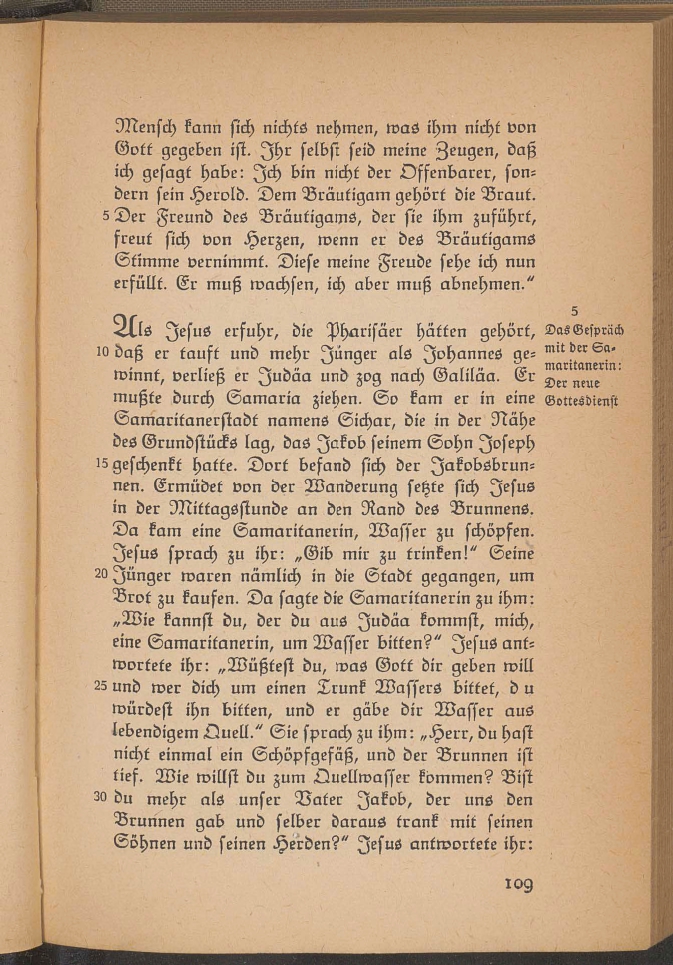 Mensch kann sich nichts nehmen, was ihm nicht von
Gott gegeben ist. Ihr selbst seid meine Zeugen, daß
ich gesagt habe: Ich bin nicht der Offenbarer, son-
dern sein Herold. Dem Bräutigam gehört die Braut.
5 Der Freund des Bräutigams, der sie ihm zuführt,
freut sich von Herzen, wenn er des Bräutigams
Stimme vernimmt. Diese meine Freude sehe ich nun
erfüllt. Er muß wachsen, ich aber muß abnehmen.“
Als Jesus erfuhr, die Pharisäer hätten gehört,
10 daß er tauft und mehr Jünger als Johannes ge-
winnt, verließ er Judäa und zog nach Galiläa. Er
mußte durch Samaria ziehen. So kam er in eine
Samaritanerstadt namens Sichar, die in der Nähe
des Grundstücks lag, das Jakob seinem Sohn Joseph
15 geschenkt hatte. Dort befand sich der Jakobsbrun-
nen. Ermüdet von der Wanderung setzte sich Jesus
in der Mittagsstunde an den Rand des Brunnens.
Da kam eine Samaritanerin, Wasser zu schöpfen.
Jesus sprach zu ihr: „Gib mir zu trinken!“ Seine
20 Jünger waren nämlich in die Stadt gegangen, um
Brot zu kaufen. Da sagte die Samaritanerin zu ihm:
„Wie kannst du, der du aus Judäa kommst, mich,
eine Samaritanerin, um Wasser bitten?“ Jesus ant-
wortete ihr: „Wüßtest du, was Gott dir geben will
25 und wer dich um einen Trunk Wassers bittet, du
würdest ihn bitten, und er gäbe dir Wasser aus
lebendigem Quell.“ Sie sprach zu ihm: „Herr, du hast
nicht einmal ein Schöpfgefäß, und der Brunnen ist
tief. Wie willst du zum Quellwasser kommen? Bist
30 du mehr als unser Vater Jakob, der uns den
Brunnen gab und selber daraus trank mit seinen
Söhnen und seinen Herden?“ Jesus antwortete ihr:
5
Das Gespräch
mit der Sa-
maritanerin:
Der neue
Gottesdienst
109